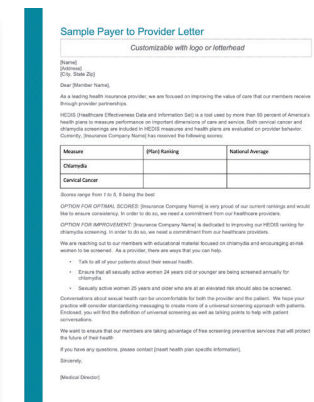 Sample Payer to Provider Letter
Customizable with logo or letterhead
[Name]
[Address]
[City, State Zip]
Dear [Member Name],
As a leading health insurance provider, we are focused on improving the value of care that our members receive
through provider partnerships.
HEDIS (Healthcare Effectiveness Data and Information Set) is a tool used by more than 90 percent of America's
health plans to measure performance on important dimensions of care and service. Both cervical cancer and
chlamydia screenings are included in HEDIS measures and health plans are evaluated on provider behavior.
Currently, [Insurance Company Name] has received the following scores:
Measure (Plan) Ranking National Average
Chlamydia
Cervical Cancer
Scores range from 1 to 5, 5 being the best
OPTION FOR OPTIMAL SCORES: [Insurance Company Name] is very proud of our current rankings and would
like to ensure consistency. In order to do so, we need a commitment from our healthcare providers.
OPTION FOR IMPROVEMENT: [Insurance Company Name] is dedicated to improving our HEDIS ranking for
chlamydia screening. In order to do so, we need a commitment from our healthcare providers.
We are reaching out to our members with educational material focused on chlamydia and encouraging at-risk
women to be screened. As a provider, there are ways that you can help.
• Talk to all of your patients about their sexual health.
• Ensure that all sexually active women 24 years old or younger are being screened annually for
chlamydia.
• Sexually active women 25 years and older who are at an elevated risk should also be screened.
Conversations about sexual health can be uncomfortable for both the provider and the patient. We hope your
practice will consider standardizing messaging to create more of a universal screening approach with patients.
Enclosed, you will find the definition of universal screening as well as talking points to help with patient
conversations.
We want to ensure that our members are taking advantage of free screening preventive services that will protect
the future of their health
If you have any questions, please contact [insert health plan specific information].
Sincerely,
[Medical Director]